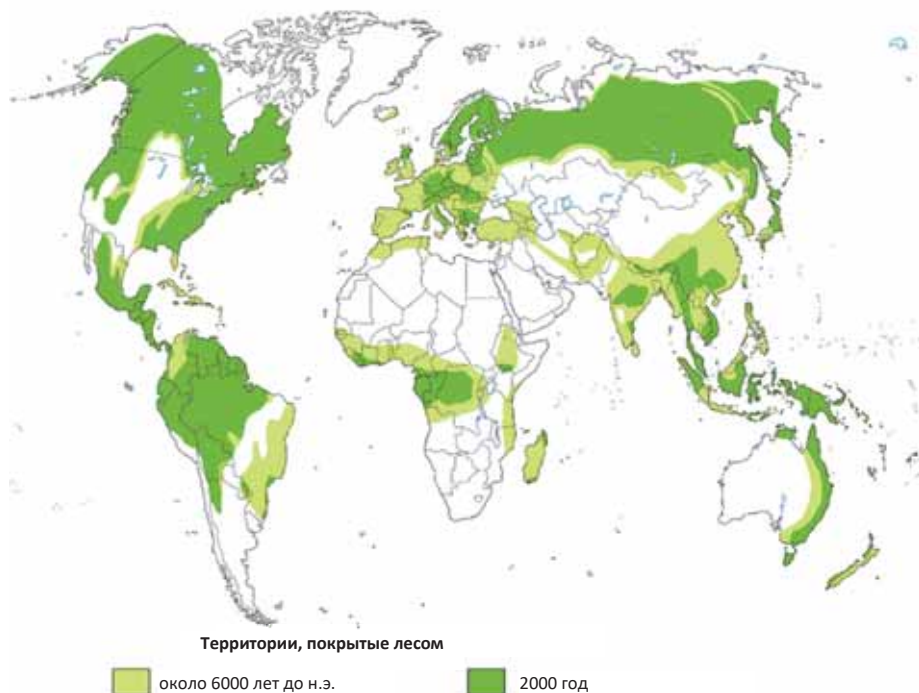 Территории, покрытые лесом
около 6000 лет до н.э.
2000 год